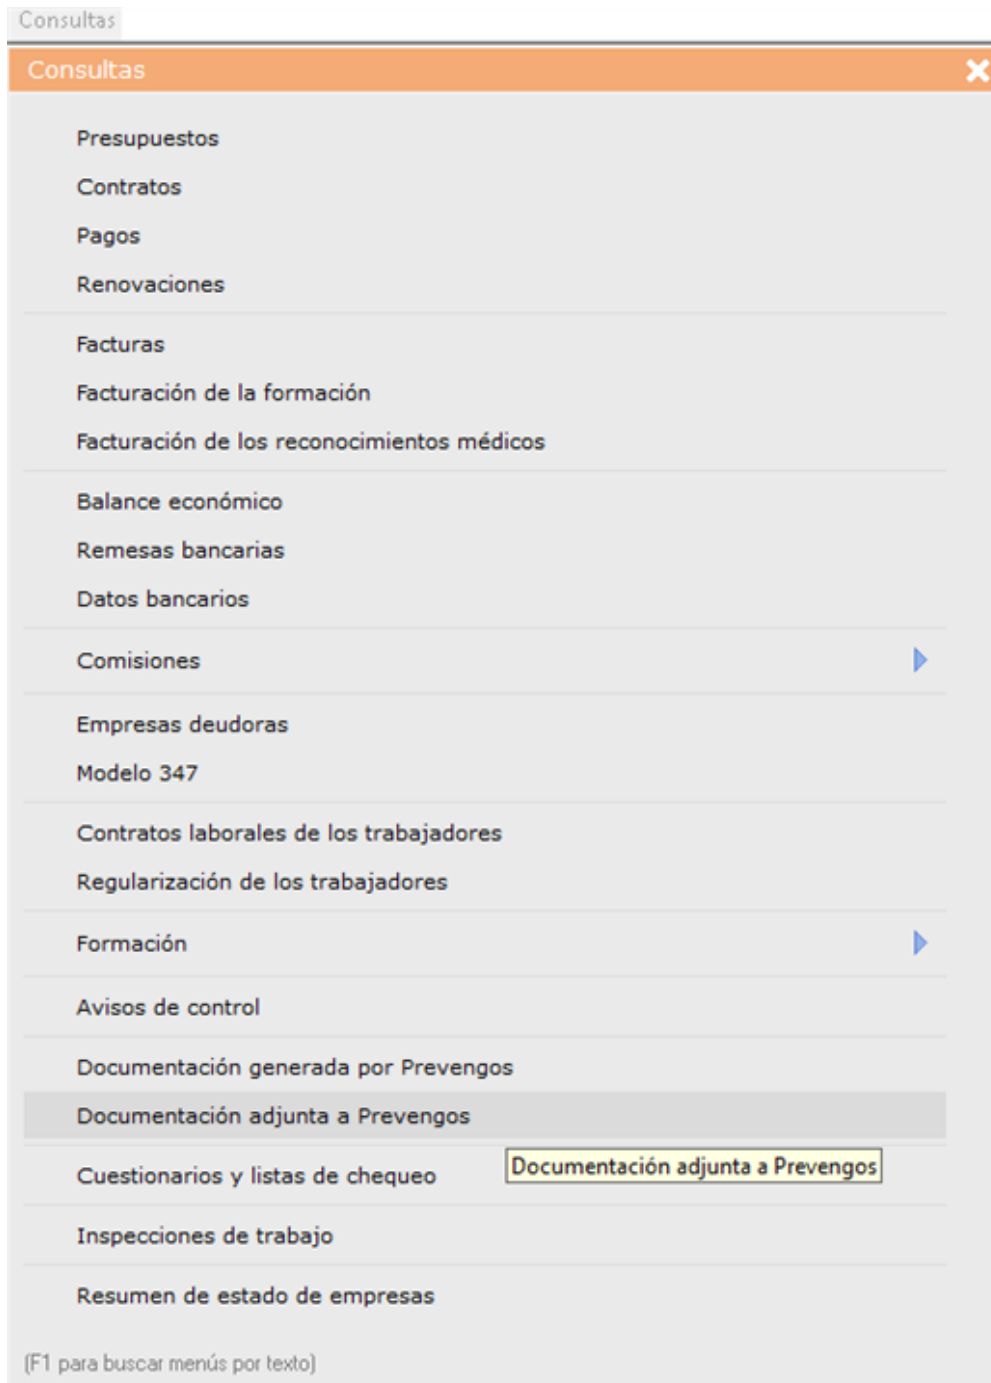 Consultas
Consultas
Presupuestos
Contratos
Pagos
Renovaciones
Facturas
Facturación de la formación
Facturación de los reconocimientos médicos
Balance económico
Remesas bancarias
Datos bancarios
Comisiones
Empresas deudoras
Modelo 347
Contratos laborales de los trabajadores
Regularización de los trabajadores
Formación
Avisos de control
Documentación generada por Prevengos
Documentación adjunta a Prevengos
Documentación adjunta a Prevengos
Cuestionarios y listas de chequeo
Inspecciones de trabajo
Resumen de estado de empresas
(F1 para buscar menús por texto)